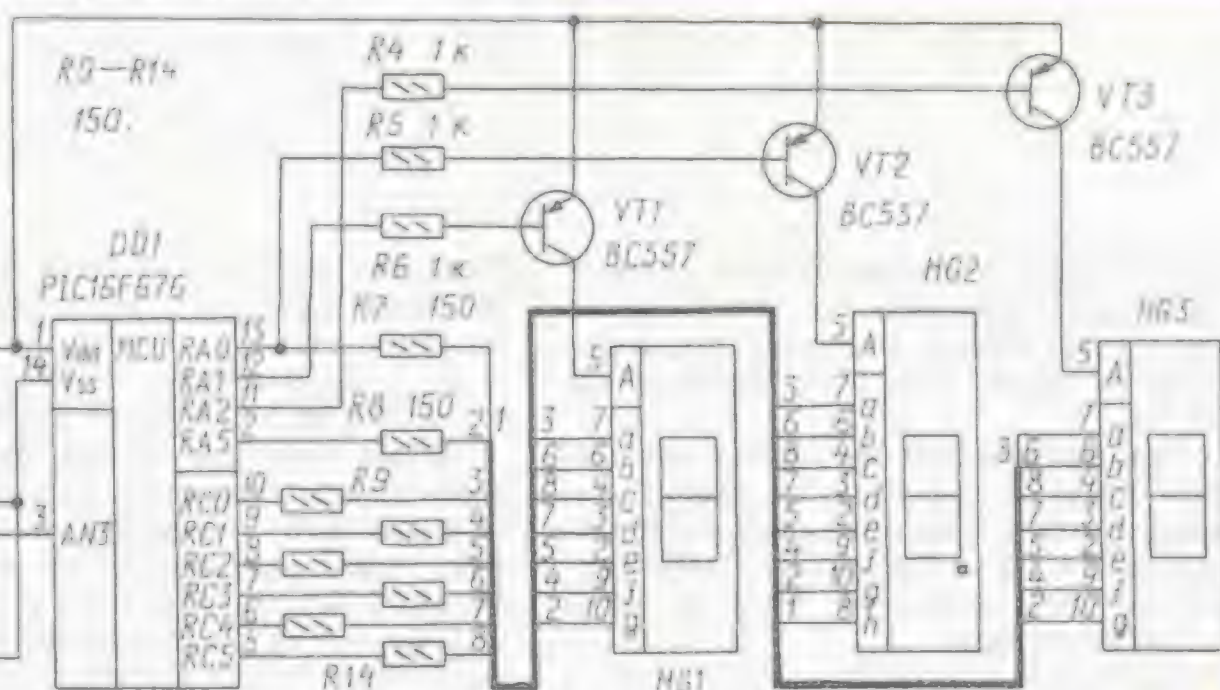 R9—R14
150.
R4 1к
R5 1к
R6 1к
R7 150
R8 150
R9
R14
VT1
BC557
VT2
BC557
VT3
BC557
DD1
PIC16F676
1
14
3
Vss
AN3
MCU
RA0
RA1
RA2
RA5
RC0
RC1
RC2
RC3
RC4
RC5
13
12
11
2
10
9
8
7
6
5
1
2
3
4
5
6
7
8
HG1
5
A
3 7 a
6 6 b
8 4 c
7 3 d
5 2 e
4 9 f
2 10 g
HG2
5
A
3 7 a
6 6 b
8 4 c
7 3 d
5 2 e
4 9 f
2 10 g
1 8 h
HG3
5
A
3 7 a
6 6 b
8 4 c
7 3 d
5 2 e
4 9 f
2 10 g